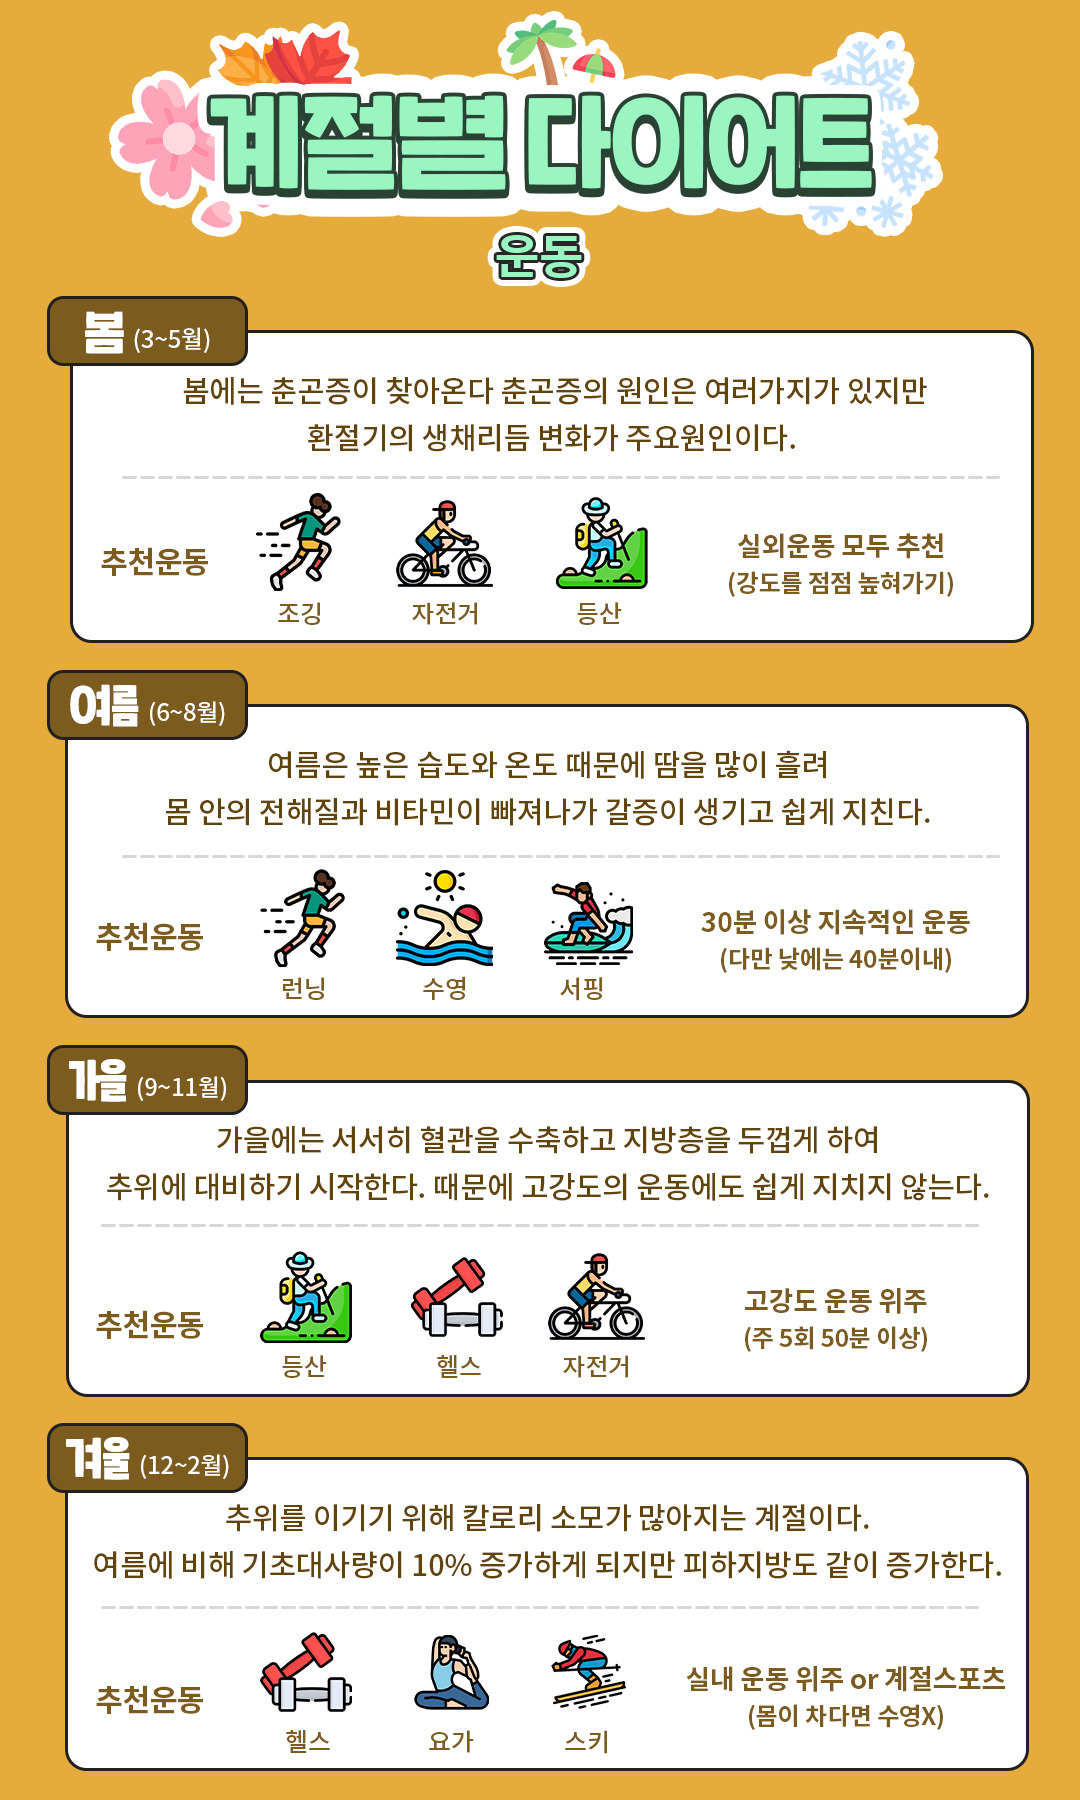 계절별 다이어트
운동
봄 (3~5월)
봄에는 춘곤증이 찾아온다 춘곤증의 원인은 여러가지가 있지만
환절기의 생채리듬 변화가 주요원인이다.
추천운동
조깅
자전거
등산
실외운동 모두 추천
(강도를 점점 높혀가기)
여름 (6~8월)
여름은 높은 습도와 온도 때문에 땀을 많이 흘려
몸 안의 전해질과 비타민이 빠져나가 갈증이 생기고 쉽게 지친다.
추천운동
런닝
수영
서핑
30분 이상 지속적인 운동
(다만 낮에는 40분이내)
가을 (9~11월)
가을에는 서서히 혈관을 수축하고 지방층을 두껍게 하여
추위에 대비하기 시작한다. 때문에 고강도의 운동에도 쉽게 지치지 않는다.
추천운동
등산
헬스
자전거
고강도 운동 위주
(주 5회 50분 이상)
겨울 (12~2월)
추위를 이기기 위해 칼로리 소모가 많아지는 계절이다.
여름에 비해 기초대사량이 10% 증가하게 되지만 피하지방도 같이 증가한다.
추천운동
헬스
요가
스키
실내 운동 위주 or 계절스포츠
(몸이 차다면 수영X)